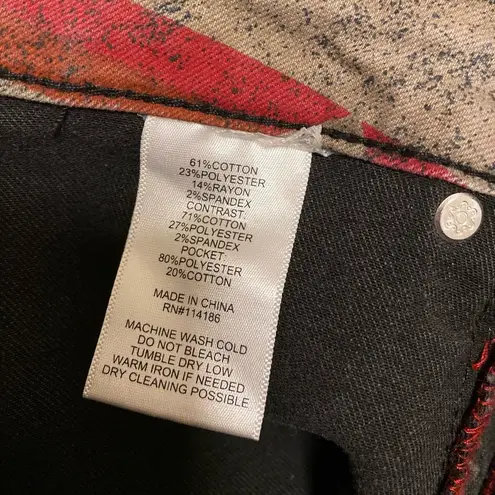 61%COTTON
23%POLYESTER
14%RAYON
2%SPANDEX
CONTRAST:
71%COTTON
27%POLYESTER
2%SPANDEX
POCKET:
80%POLYESTER
20%COTTON
MADE IN CHINA
RN#114186
MACHINE WASH COLD
DO NOT BLEACH
TUMBLE DRY LOW
WARM IRON IF NEEDED
DRY CLEANING POSSIBLE